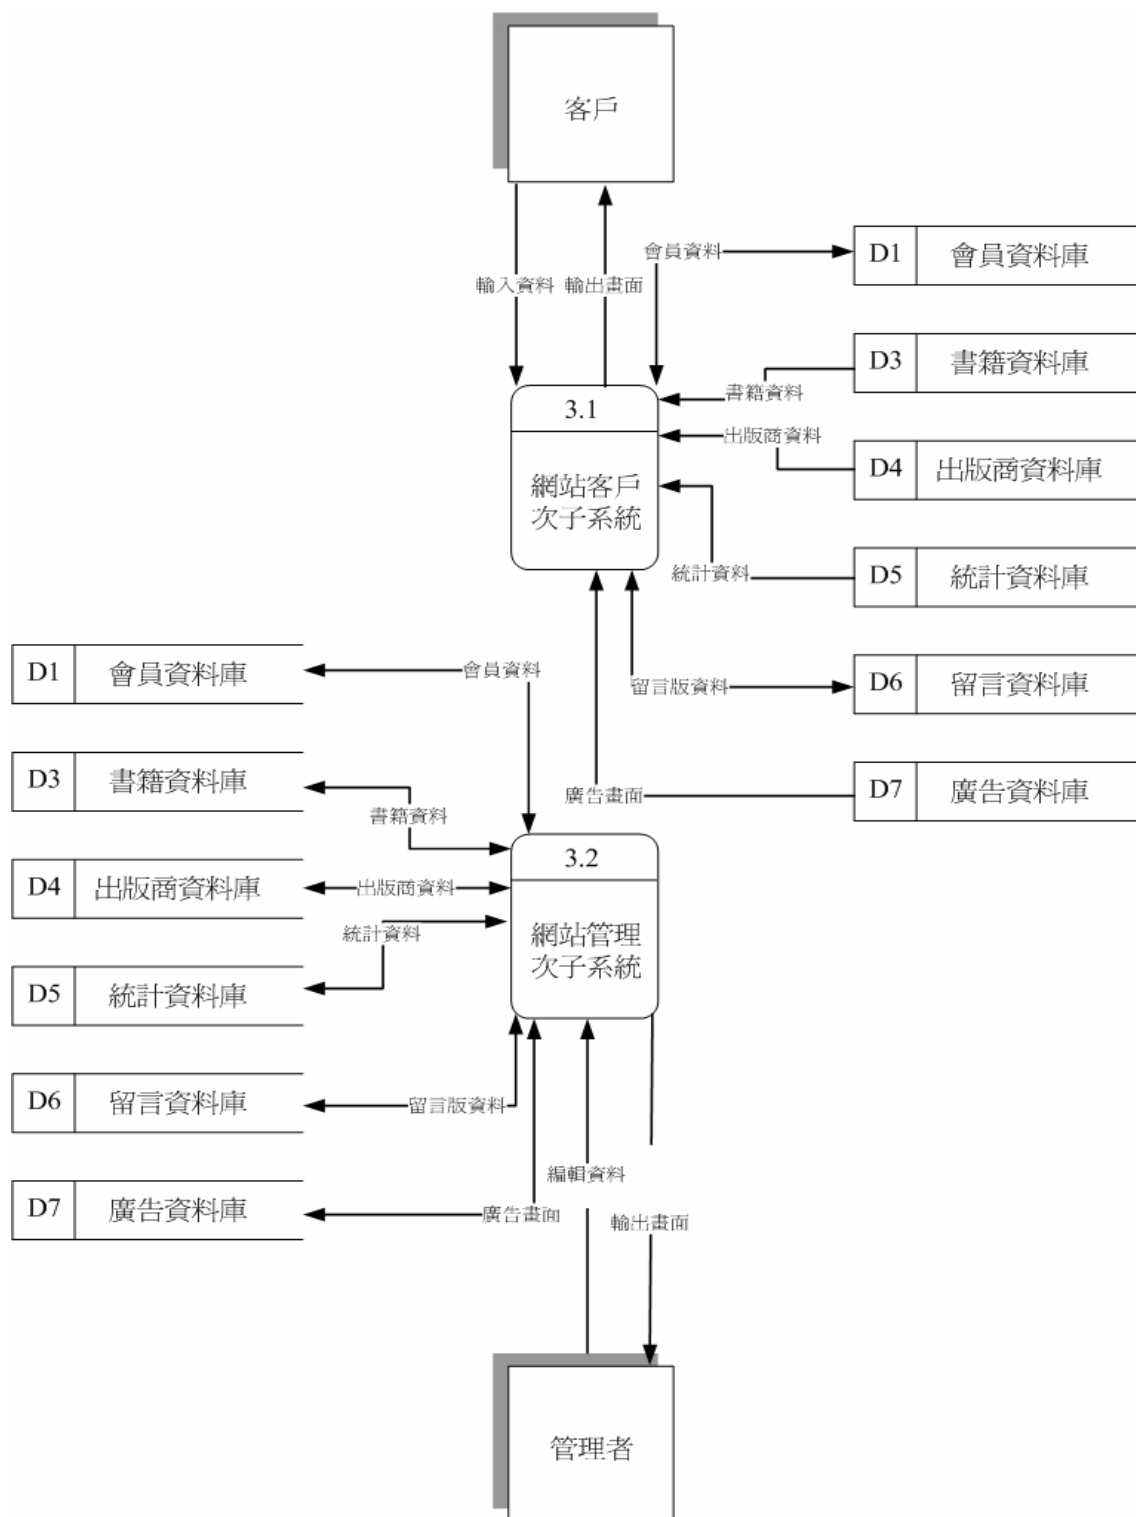 客戶
會員資料
D1 會員資料庫
輸入資料
輸出畫面
D3 書籍資料庫
書籍資料
3.1
出版商資料
D4 出版商資料庫
網站客戶
次子系統
統計資料
D5 統計資料庫
D1 會員資料庫
會員資料
留言版資料
D6 留言資料庫
D3 書籍資料庫
廣告畫面
D7 廣告資料庫
書籍資料
3.2
D4 出版商資料庫
出版商資料
統計資料
網站管理
次子系統
D5 統計資料庫
D6 留言資料庫
留言版資料
編輯資料
D7 廣告資料庫
廣告畫面
輸出畫面
管理者